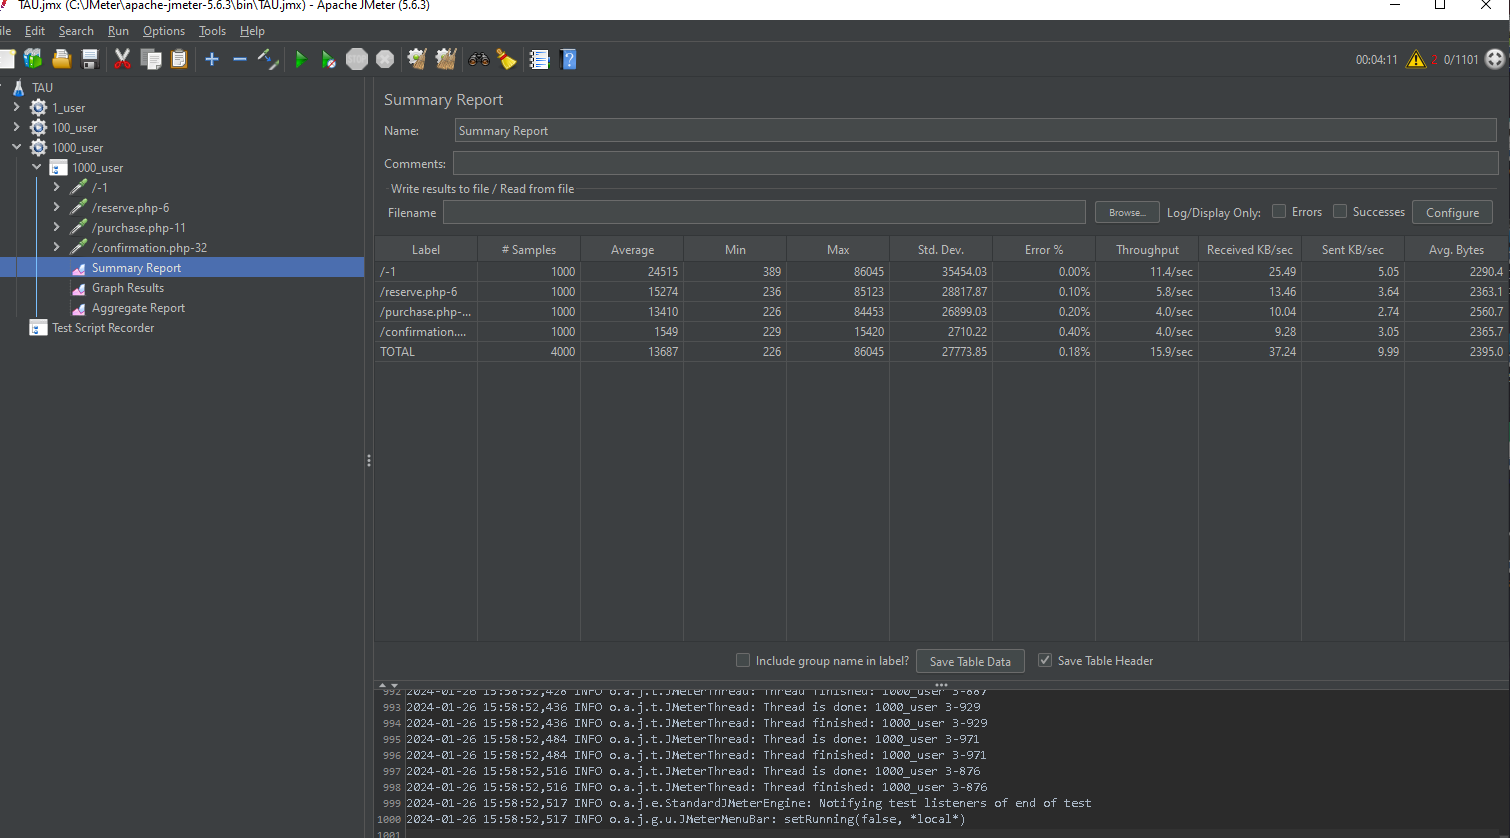 TAU.jmx (C:\JMeter\apache-jmeter-5.6.3\bin\TAU.jmx) - Apache JMeter (5.6.3)
ile Edit Search Run Options Tools Help
STOP
00:04:11 2 0/1101
TAU
1_user
100_user
1000_user
1000_user
/-1
/reserve.php-6
/purchase.php-11
/confirmation.php-32
Summary Report
Graph Results
Aggregate Report
Test Script Recorder
Summary Report
Name: Summary Report
Comments:
Write results to file / Read from file
Filename Browse... Log/Display Only: Errors Successes Configure
Label # Samples Average Min Max Std. Dev. Error % Throughput Received KB/sec Sent KB/sec Avg. Bytes
/-1 1000 24515 389 86045 35454.03 0.00% 11.4/sec 25.49 5.05 2290.4
/reserve.php-6 1000 15274 236 85123 28817.87 0.10% 5.8/sec 13.46 3.64 2363.1
/purchase.php-... 1000 13410 226 84453 26899.03 0.20% 4.0/sec 10.04 2.74 2560.7
/confirmation.... 1000 1549 229 15420 2710.22 0.40% 4.0/sec 9.28 3.05 2365.7
TOTAL 4000 13687 226 86045 27773.85 0.18% 15.9/sec 37.24 9.99 2395.0
Include group name in label? Save Table Data Save Table Header
992 2024-01-26 15:58:52,428 INFO o.a.j.t.JMeterThread: Thread finished: 1000_user 3-887
993 2024-01-26 15:58:52,436 INFO o.a.j.t.JMeterThread: Thread is done: 1000_user 3-929
994 2024-01-26 15:58:52,436 INFO o.a.j.t.JMeterThread: Thread finished: 1000_user 3-929
995 2024-01-26 15:58:52,484 INFO o.a.j.t.JMeterThread: Thread is done: 1000_user 3-971
996 2024-01-26 15:58:52,484 INFO o.a.j.t.JMeterThread: Thread finished: 1000_user 3-971
997 2024-01-26 15:58:52,516 INFO o.a.j.t.JMeterThread: Thread is done: 1000_user 3-876
998 2024-01-26 15:58:52,516 INFO o.a.j.t.JMeterThread: Thread finished: 1000_user 3-876
999 2024-01-26 15:58:52,517 INFO o.a.j.e.StandardJMeterEngine: Notifying test listeners of end of test
1000 2024-01-26 15:58:52,517 INFO o.a.j.g.u.JMeterMenuBar: setRunning(false, *local*)
1001